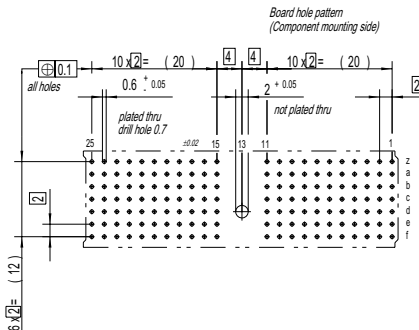 Board hole pattern
(Component mounting side)
10 x 2 = ( 20 )
4
4
10 x 2 = ( 20 )
⌖ 0.1
all holes
0.6 ± 0.05
2 + 0.05
2
plated thru
drill hole 0.7
not plated thru
±0.02
25
15
13
11
1
z
a
b
c
d
e
f
2
6 x 2 = ( 12 )